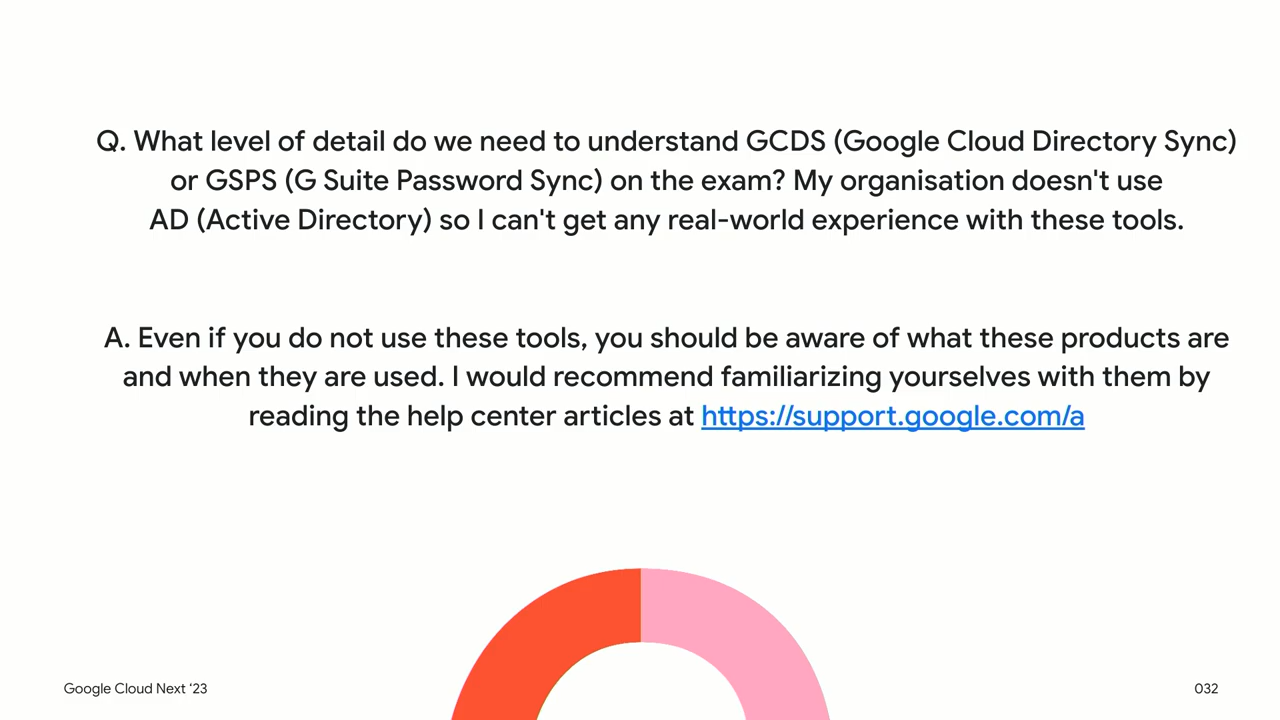 Q. What level of detail do we need to understand GCDS (Google Cloud Directory Sync)
or GSPS (G Suite Password Sync) on the exam? My organisation doesn't use
AD (Active Directory) so I can't get any real-world experience with these tools.
A. Even if you do not use these tools, you should be aware of what these products are
and when they are used. I would recommend familiarizing yourselves with them by
reading the help center articles at https://support.google.com/a
Google Cloud Next ‘23
032